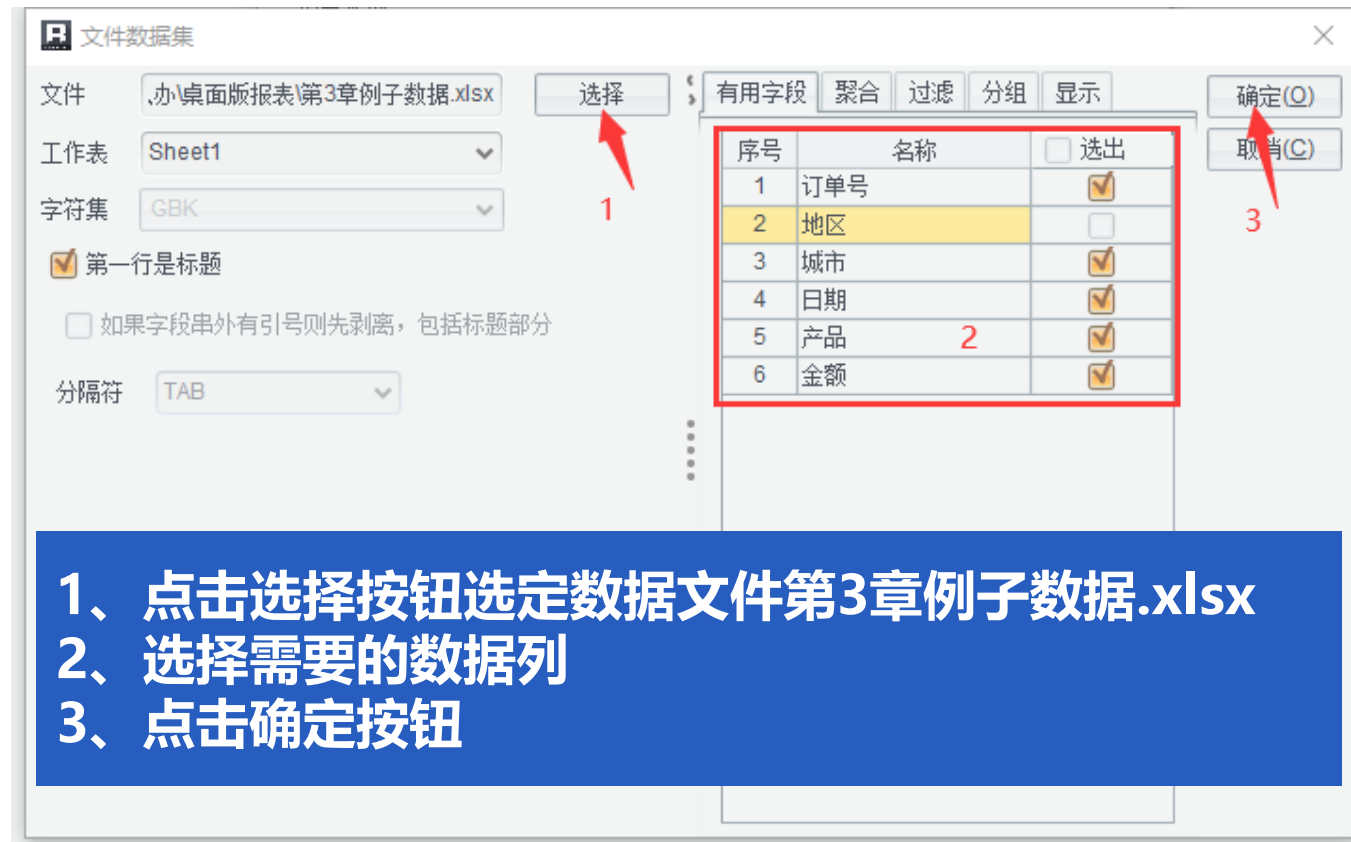 文件数据集
文件 .办\桌面版报表\第3章例子数据.xlsx 选择
工作表 Sheet1
字符集 GBK
第一行是标题
如果字段串外有引号则先剥离，包括标题部分
分隔符 TAB
1
有用字段 聚合 过滤 分组 显示
序号 名称 选出
1 订单号
2 地区
3 城市
4 日期
5 产品
6 金额
2
确定(O)
取消(C)
3
1、点击选择按钮选定数据文件第3章例子数据.xlsx
2、选择需要的数据列
3、点击确定按钮